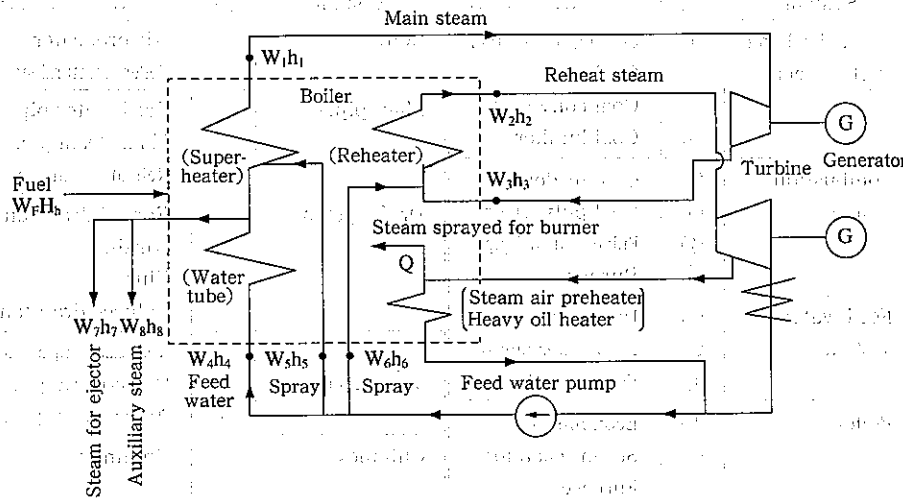 Main steam
W₁h₁
Boiler
Reheat steam
W₂h₂
(Super-
heater)
(Reheater)
W₃h₃
G
Turbine
Generator
Fuel
W_FH_h
Steam sprayed for burner
Q
G
(Water
tube)
(Steam air preheater
Heavy oil heater)
W₇h₇ W₈h₈
W₄h₄
Feed
water
W₅h₅
Spray
W₆h₆
Spray
Feed water pump
Steam for ejector
Auxiliary steam